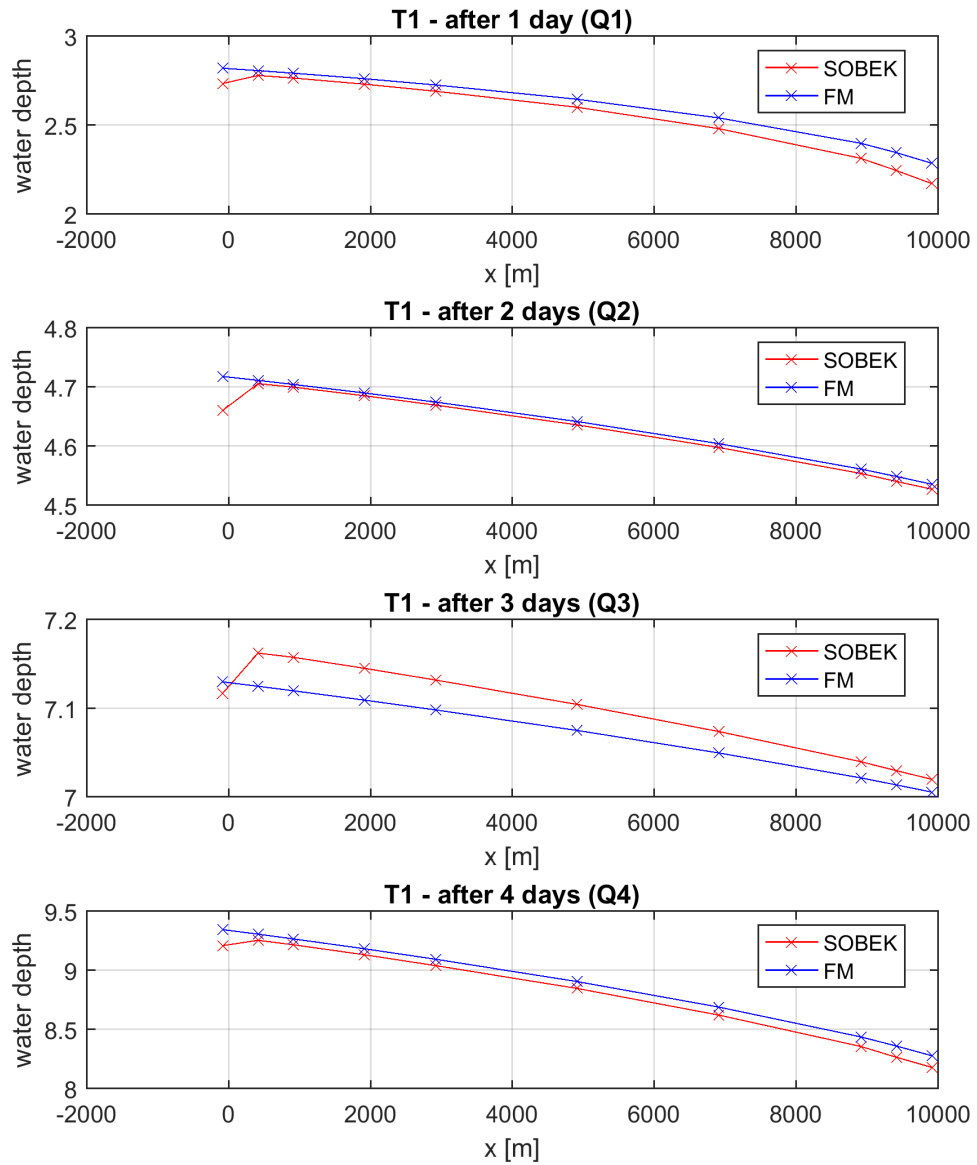 T1 - after 1 day (Q1)
3
2.5
2
water depth
SOBEK
FM
-2000 0 2000 4000 6000 8000 10000
x [m]
T1 - after 2 days (Q2)
4.8
4.7
4.6
4.5
water depth
SOBEK
FM
-2000 0 2000 4000 6000 8000 10000
x [m]
T1 - after 3 days (Q3)
7.2
7.1
7
water depth
SOBEK
FM
-2000 0 2000 4000 6000 8000 10000
x [m]
T1 - after 4 days (Q4)
9.5
9
8.5
8
water depth
SOBEK
FM
-2000 0 2000 4000 6000 8000 10000
x [m]